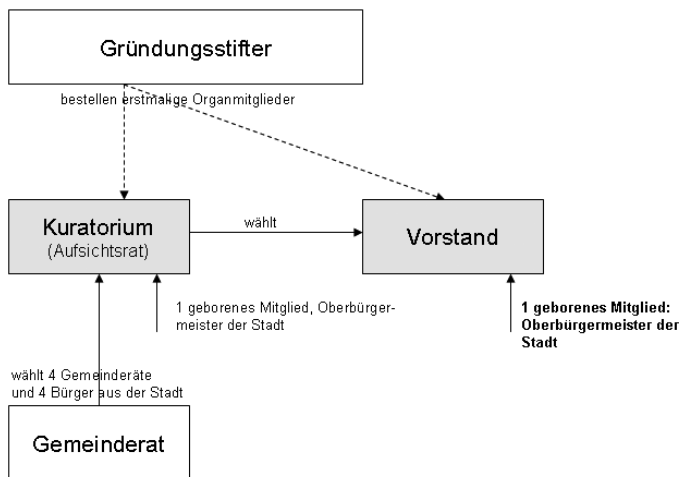 Gründungsstifter
bestellen erstmalige Organmitglieder
Kuratorium
(Aufsichtsrat)
wählt
Vorstand
1 geborenes Mitglied, Oberbürger-
meister der Stadt
1 geborenes Mitglied:
Oberbürgermeister der
Stadt
wählt 4 Gemeinderäte
und 4 Bürger aus der Stadt
Gemeinderat